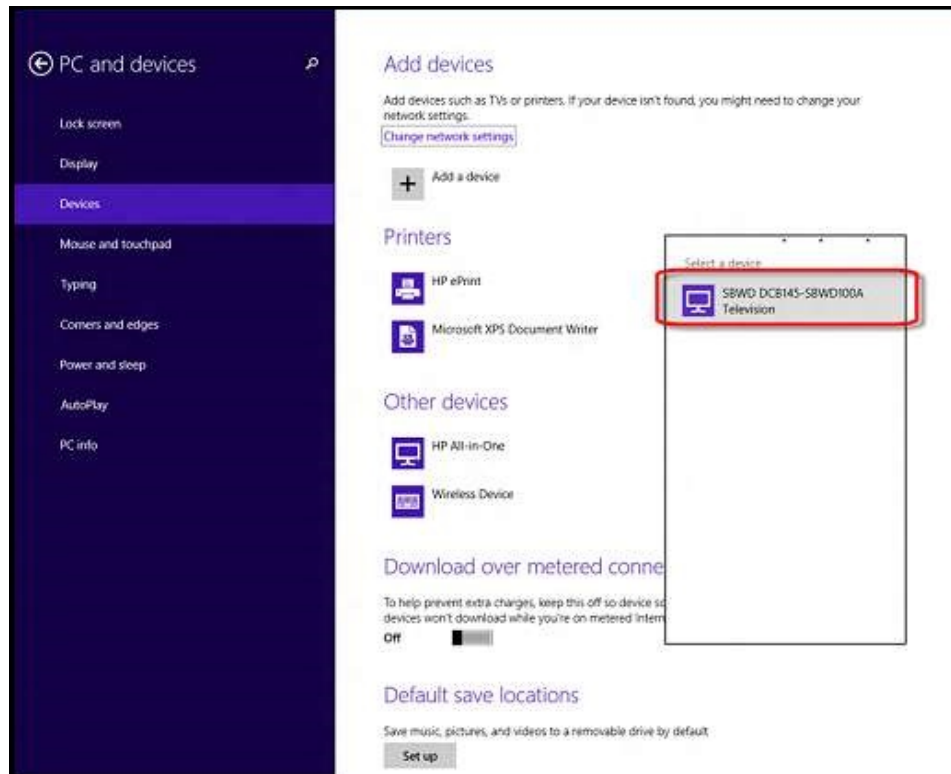 PC and devices
Lock screen
Display
Devices
Mouse and touchpad
Typing
Corners and edges
Power and sleep
AutoPlay
PC info
Add devices
Add devices such as TVs or printers. If your device isn't found, you might need to change your
network settings.
Change network settings
Add a device
Printers
HP ePrint
Microsoft XPS Document Writer
Other devices
HP All-in-One
Wireless Device
Download over metered conne
To help prevent extra charges, keep this off so device so
devices won't download while you're on metered Intern
Off
Default save locations
Save music, pictures, and videos to a removable drive by default
Set up
Select a device
SBWD DCB145-SBWD100A
Television